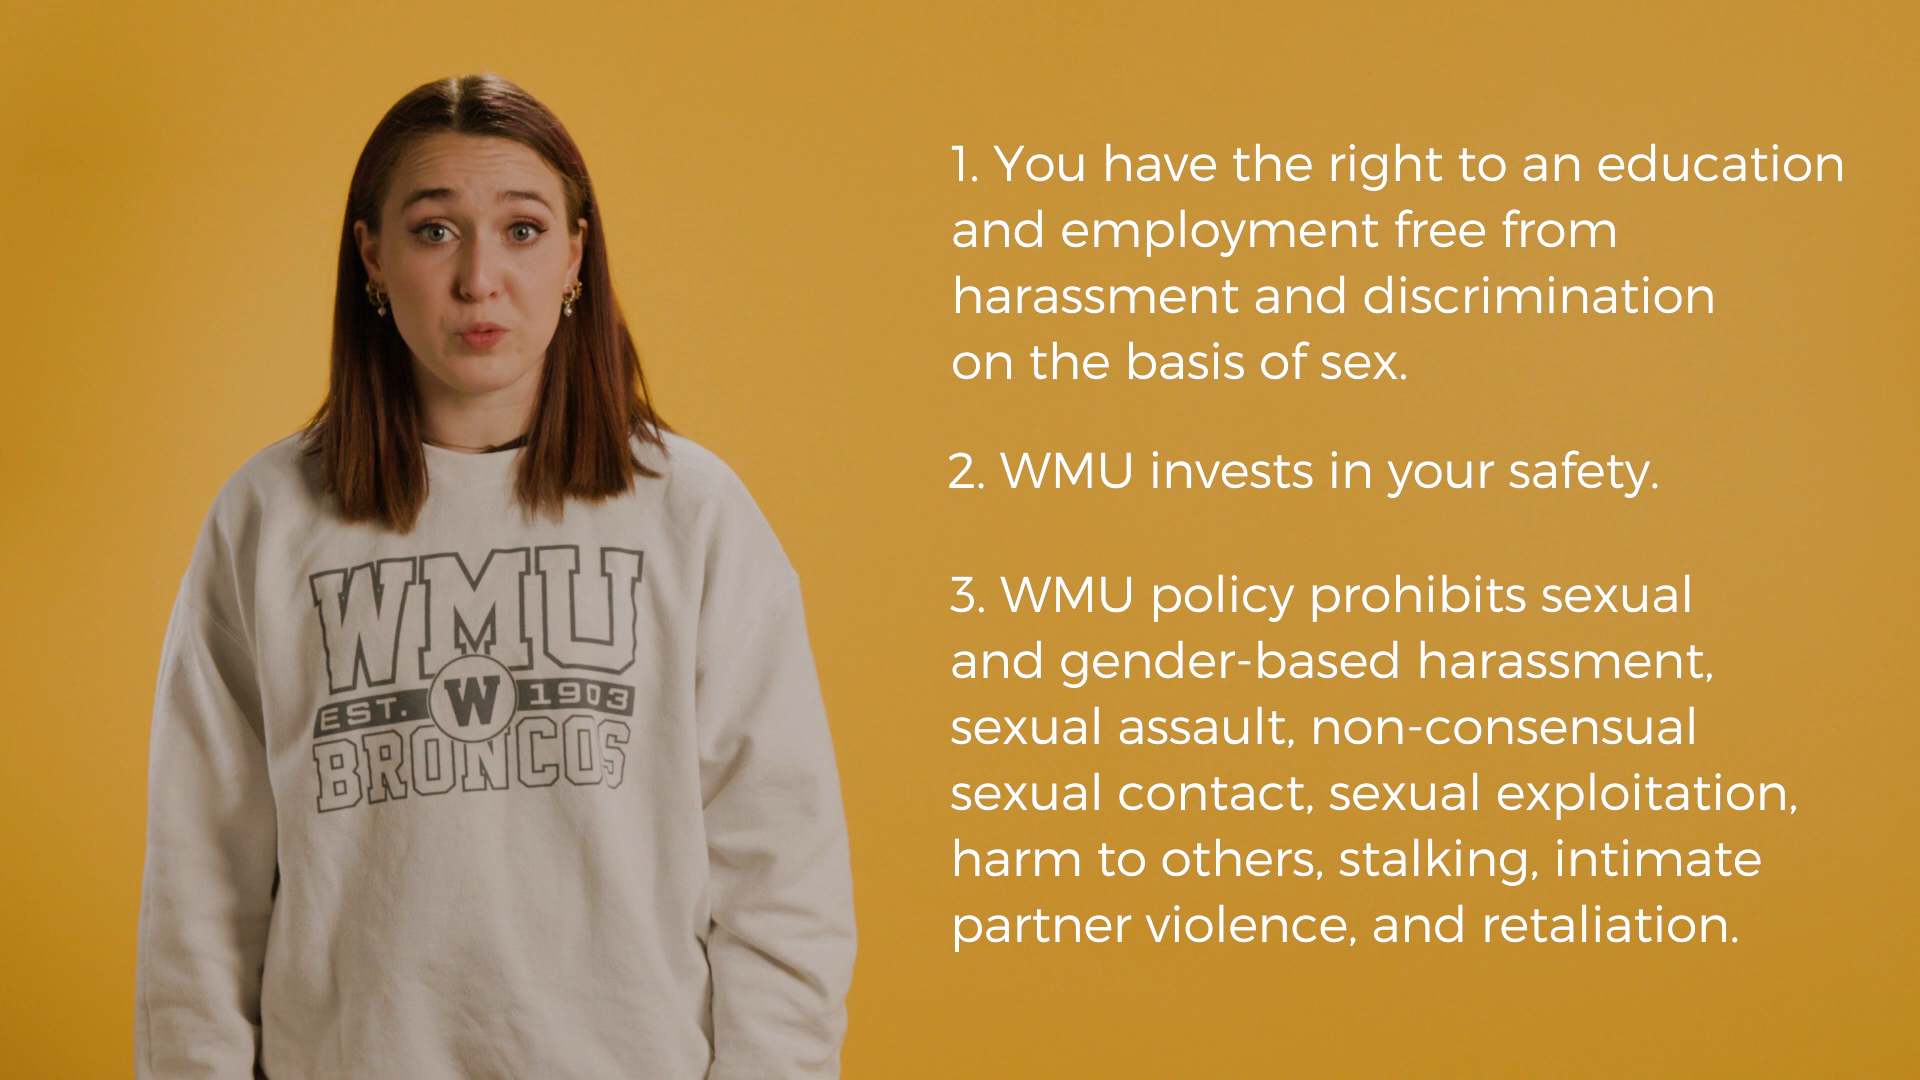 WMU
EST. W 1903
BRONCOS
1. You have the right to an education
and employment free from
harassment and discrimination
on the basis of sex.
2. WMU invests in your safety.
3. WMU policy prohibits sexual
and gender-based harassment,
sexual assault, non-consensual
sexual contact, sexual exploitation,
harm to others, stalking, intimate
partner violence, and retaliation.